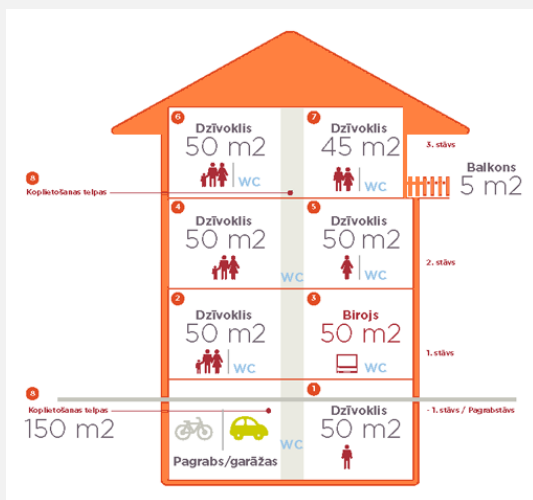 6
Dzīvoklis
50 m2
WC
7
Dzīvoklis
45 m2
WC
3. stāvs
Balkons
5 m2
8
Koplietošanas telpas
4
Dzīvoklis
50 m2
WC
5
Dzīvoklis
50 m2
WC
2. stāvs
2
Dzīvoklis
50 m2
WC
3
Birojs
50 m2
WC
1. stāvs
8
Koplietošanas telpas
150 m2
Pagrabs/garāžas
WC
1
Dzīvoklis
50 m2
- 1. stāvs / Pagrabstāvs